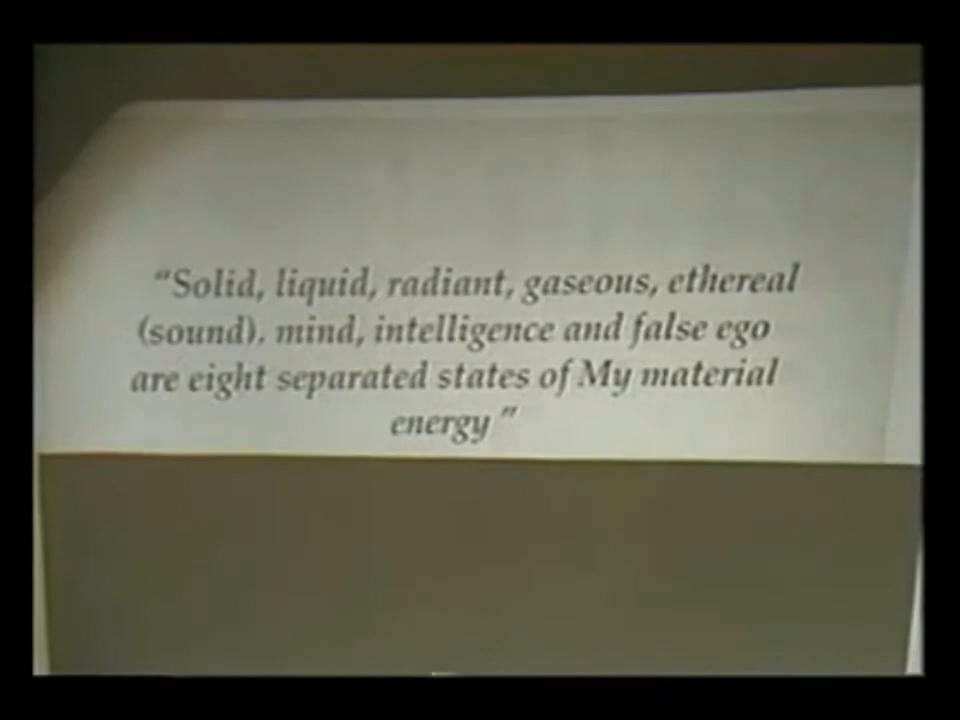 “Solid, liquid, radiant, gaseous, ethereal
(sound). mind, intelligence and false ego
are eight separated states of My material
energy ”